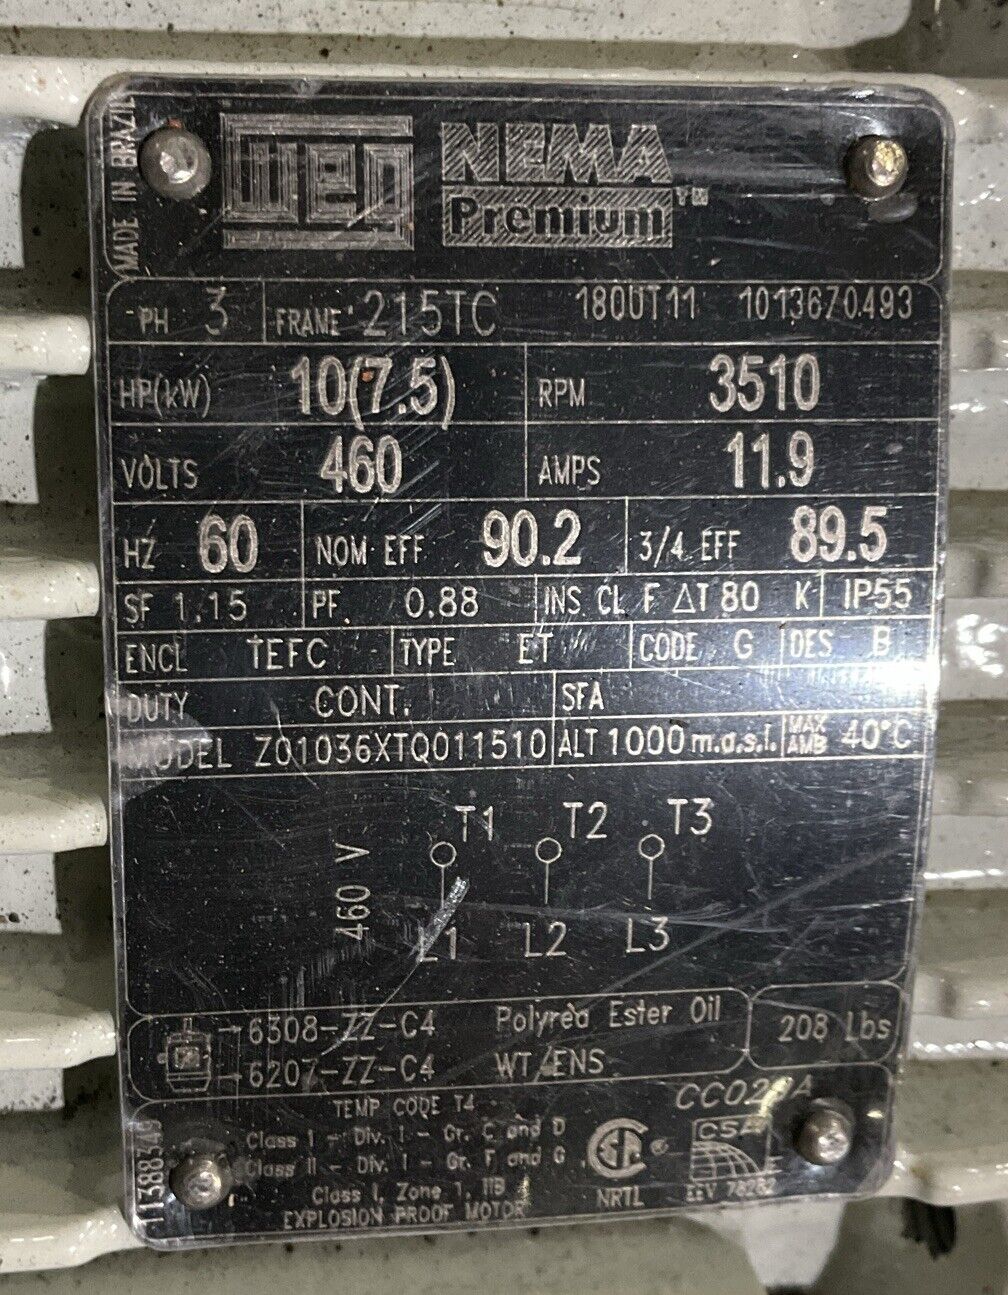 MADE IN BRAZIL
WEG NEMA
Premium™
PH 3 FRAME 215TC 18OUT11 1013670493
HP(kW) 10(7.5) RPM 3510
VOLTS 460 AMPS 11.9
HZ 60 NOM EFF 90.2 3/4 EFF 89.5
SF 1.15 PF 0.88 INS CL F ΔT 80 K IP55
ENCL TEFC TYPE ET CODE G DES B
DUTY CONT. SFA
MODEL Z01036XTQ011510 ALT 1000 m.a.s.l. MAX AMB 40°C
T1 T2 T3
460 V
L1 L2 L3
6308-ZZ-C4 Polyrea Ester Oil 208 Lbs
6207-ZZ-C4 WT/ENS
TEMP CODE T4
Class I - Div. I - Gr. C and D
Class II - Div. I - Gr. F and G
Class I, Zone 1, IIB
EXPLOSION PROOF MOTOR
NRTL
11388349